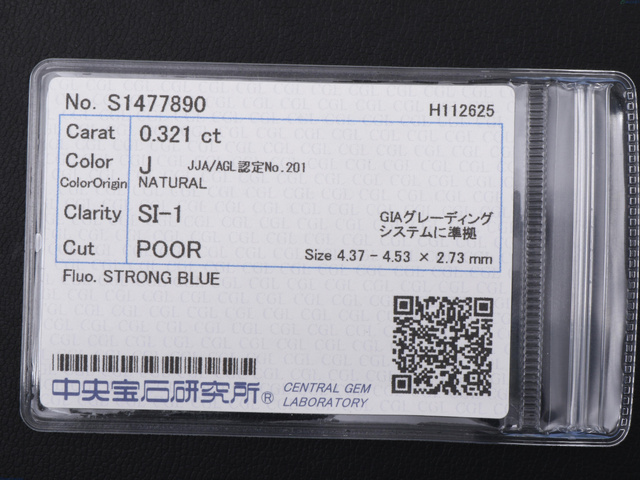 No. S1477890 H112625
Carat 0.321 ct
Color J JJA/AGL認定No.201
ColorOrigin NATURAL
Clarity SI-1 GIAグレーディング
システムに準拠
Cut POOR Size 4.37 - 4.53 × 2.73 mm
Fluo. STRONG BLUE
中央宝石研究所® CENTRAL GEM
LABORATORY